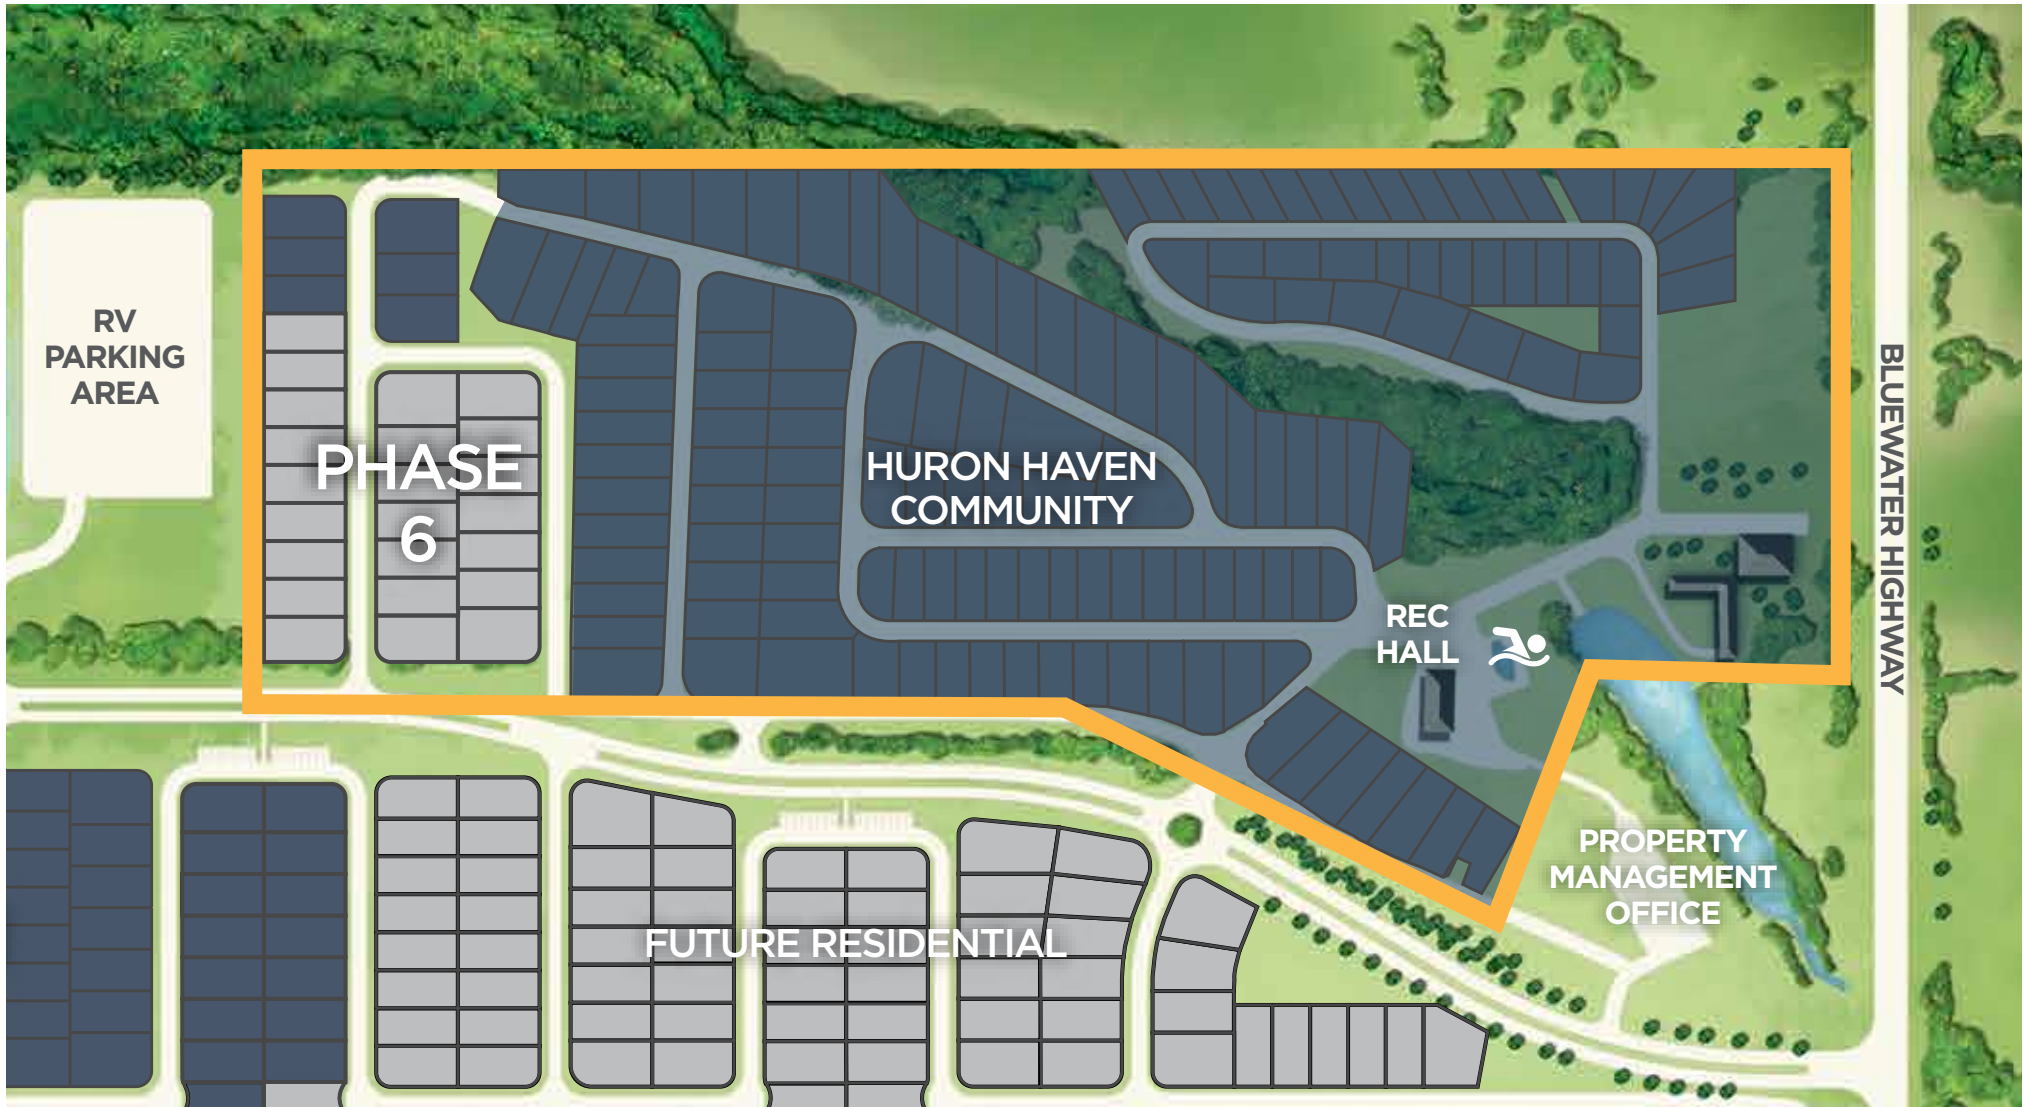 RV
PARKING
AREA
PHASE
6
HURON HAVEN
COMMUNITY
REC
HALL
BLUEWATER HIGHWAY
PROPERTY
MANAGEMENT
OFFICE
FUTURE RESIDENTIAL